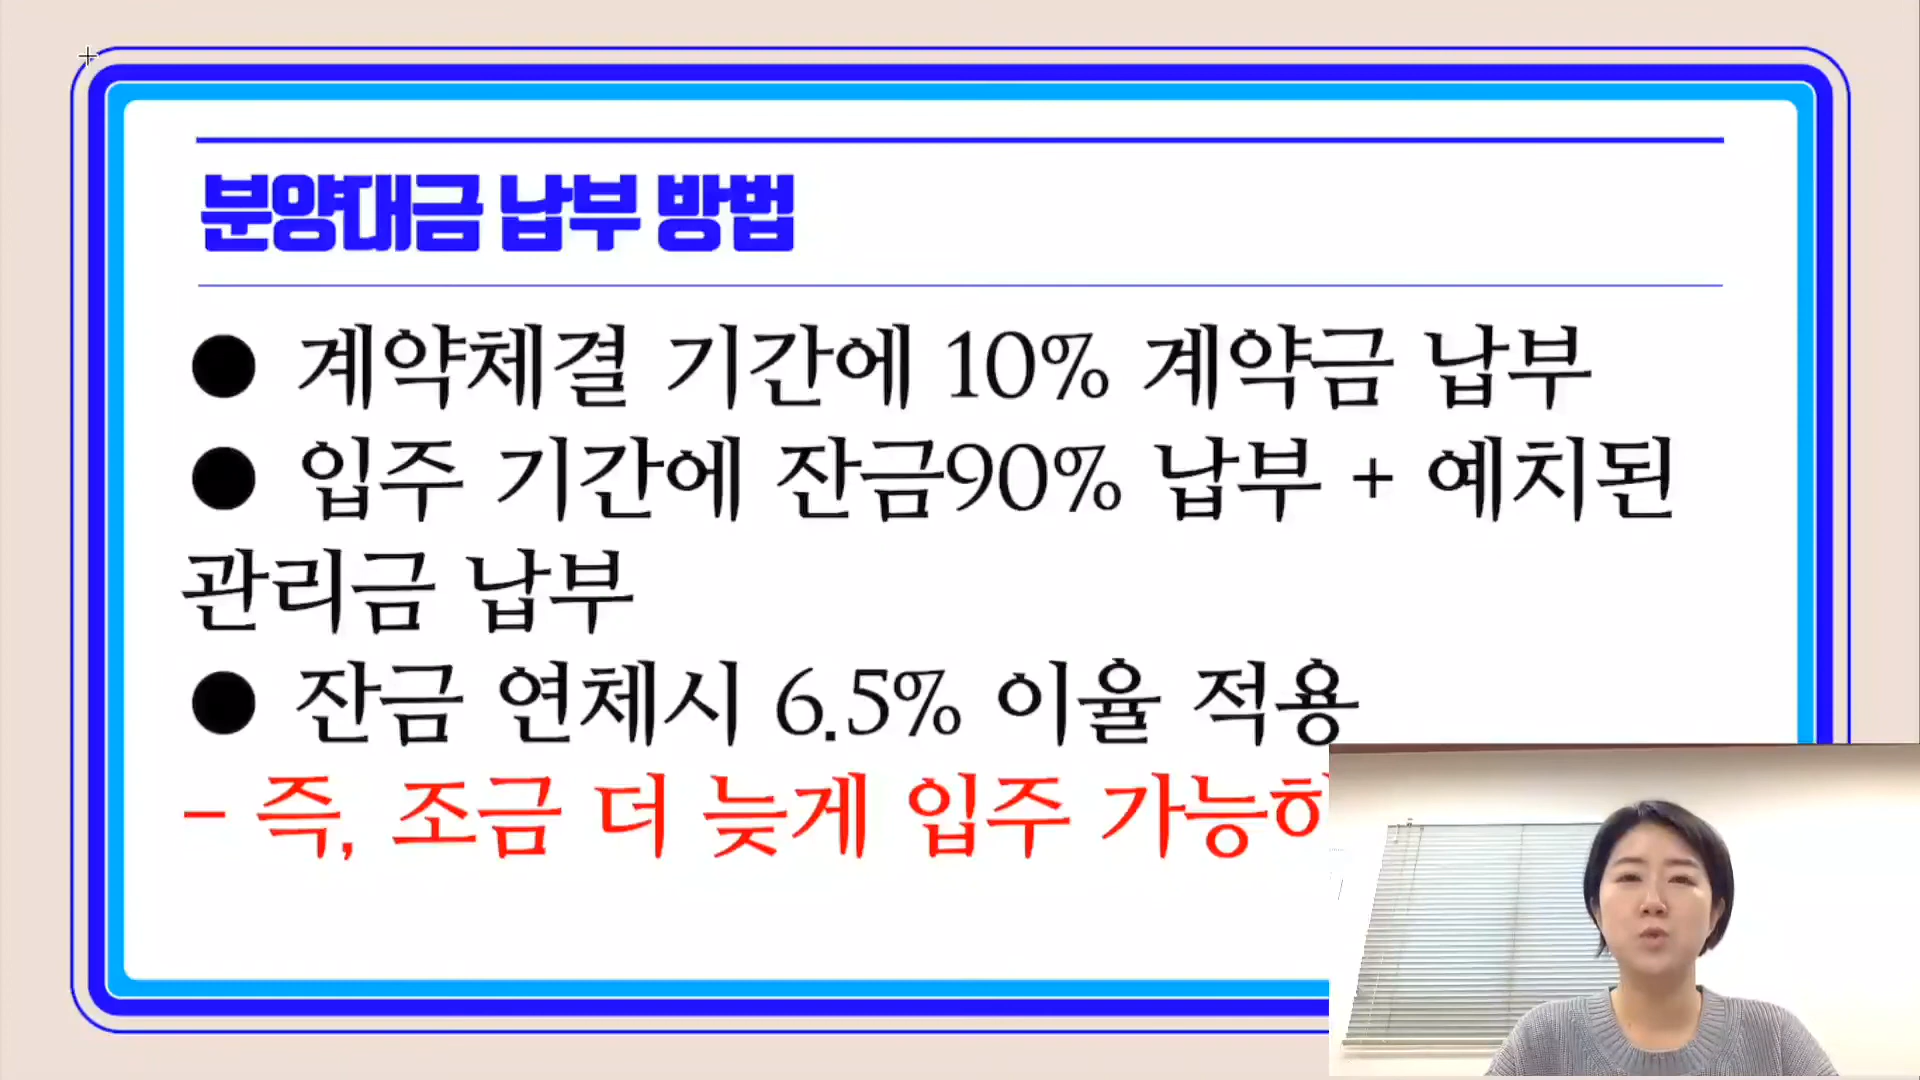 분양대금 납부 방법
● 계약체결 기간에 10% 계약금 납부
● 입주 기간에 잔금90% 납부 + 예치된
관리금 납부
● 잔금 연체시 6.5% 이율 적용
- 즉, 조금 더 늦게 입주